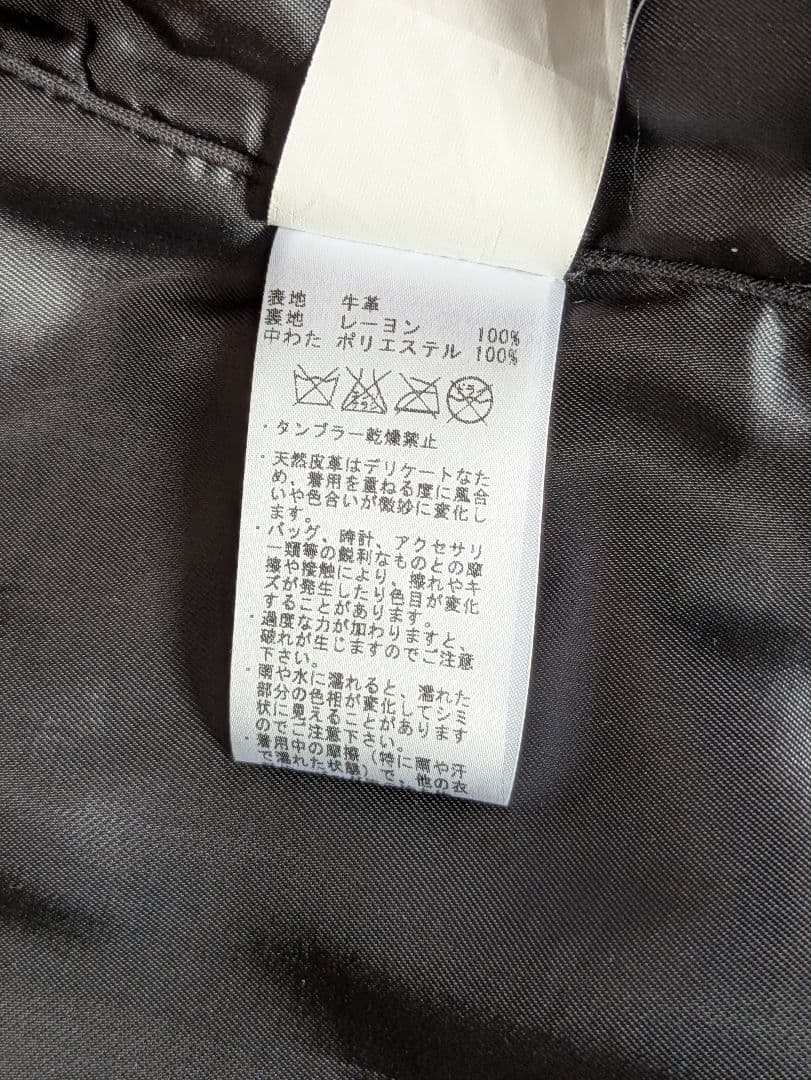 表地 牛革
裏地 レーヨン 100%
中わた ポリエステル 100%
エンソ
サラシ
ドライ
・タンブラー乾燥禁止
・天然皮革はデリケートなた
め、着用を重ねる度に風合
いや色合いが微妙に変化し
ます。
・バッグ、時計、アクセサリ
ー類等の鋭利なものとの摩
擦や接触により、擦れやキ
ズが発生したり色目が変化
することがあります。
・過度な力が加わりますと、
破れが生じますのでご注意
下さい。
・雨や水に濡れると、濡れた
部分の色相が変化してシミ
状に見えることがあります
のでご注意下さい。
・着用中の摩擦（特に雨や汗
で濡れた状態）で、他の衣